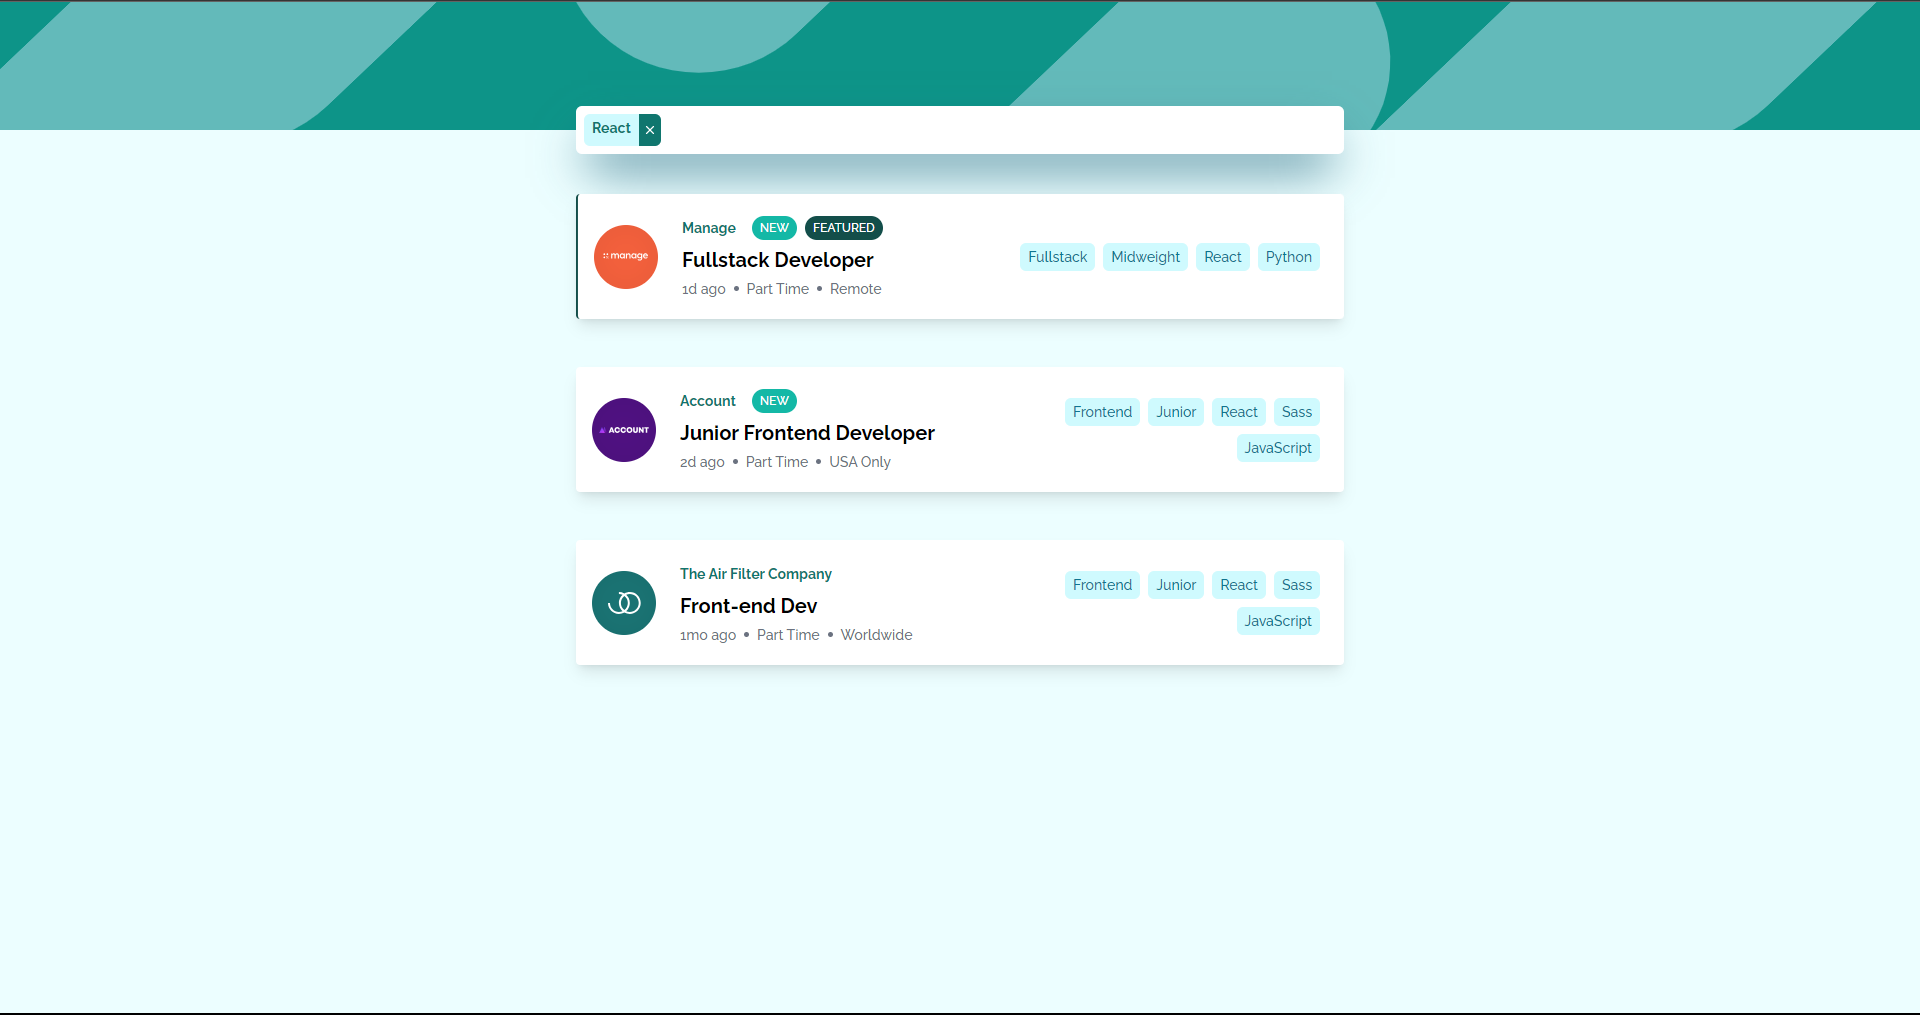 React ×
Manage NEW FEATURED
manage
Fullstack Developer
1d ago • Part Time • Remote
Fullstack Midweight React Python
Account NEW
ACCOUNT
Junior Frontend Developer
2d ago • Part Time • USA Only
Frontend Junior React Sass
JavaScript
The Air Filter Company
Front-end Dev
1mo ago • Part Time • Worldwide
Frontend Junior React Sass
JavaScript